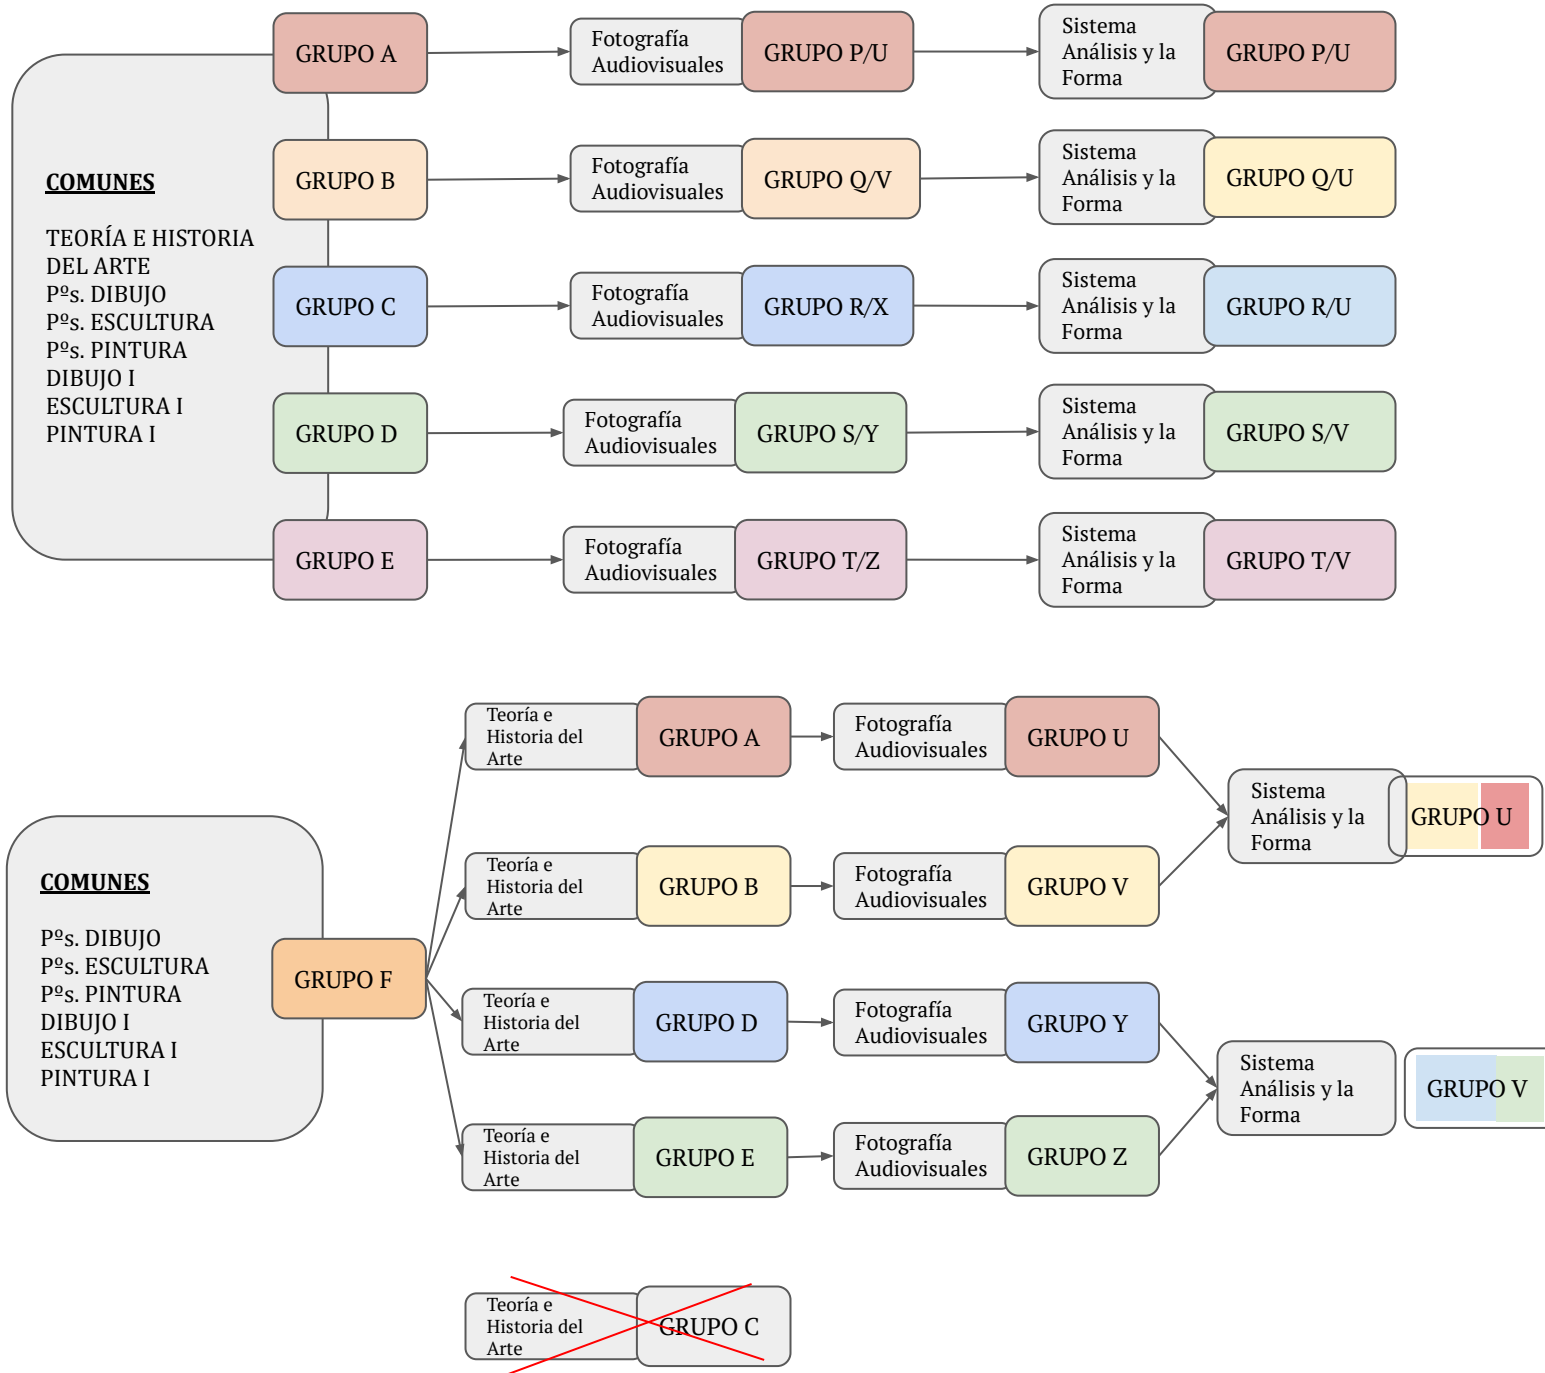 COMUNES
TEORÍA E HISTORIA
DEL ARTE
Pºs. DIBUJO
Pºs. ESCULTURA
Pºs. PINTURA
DIBUJO I
ESCULTURA I
PINTURA I
GRUPO A
Fotografía
Audiovisuales
GRUPO P/U
Sistema
Análisis y la
Forma
GRUPO P/U
GRUPO B
Fotografía
Audiovisuales
GRUPO Q/V
Sistema
Análisis y la
Forma
GRUPO Q/U
GRUPO C
Fotografía
Audiovisuales
GRUPO R/X
Sistema
Análisis y la
Forma
GRUPO R/U
GRUPO D
Fotografía
Audiovisuales
GRUPO S/Y
Sistema
Análisis y la
Forma
GRUPO S/V
GRUPO E
Fotografía
Audiovisuales
GRUPO T/Z
Sistema
Análisis y la
Forma
GRUPO T/V
COMUNES
Pºs. DIBUJO
Pºs. ESCULTURA
Pºs. PINTURA
DIBUJO I
ESCULTURA I
PINTURA I
GRUPO F
Teoría e
Historia del
Arte
GRUPO A
Fotografía
Audiovisuales
GRUPO U
Teoría e
Historia del
Arte
GRUPO B
Fotografía
Audiovisuales
GRUPO V
Sistema
Análisis y la
Forma
GRUPO U
Teoría e
Historia del
Arte
GRUPO D
Fotografía
Audiovisuales
GRUPO Y
Teoría e
Historia del
Arte
GRUPO E
Fotografía
Audiovisuales
GRUPO Z
Sistema
Análisis y la
Forma
GRUPO V
Teoría e
Historia del
Arte
GRUPO C